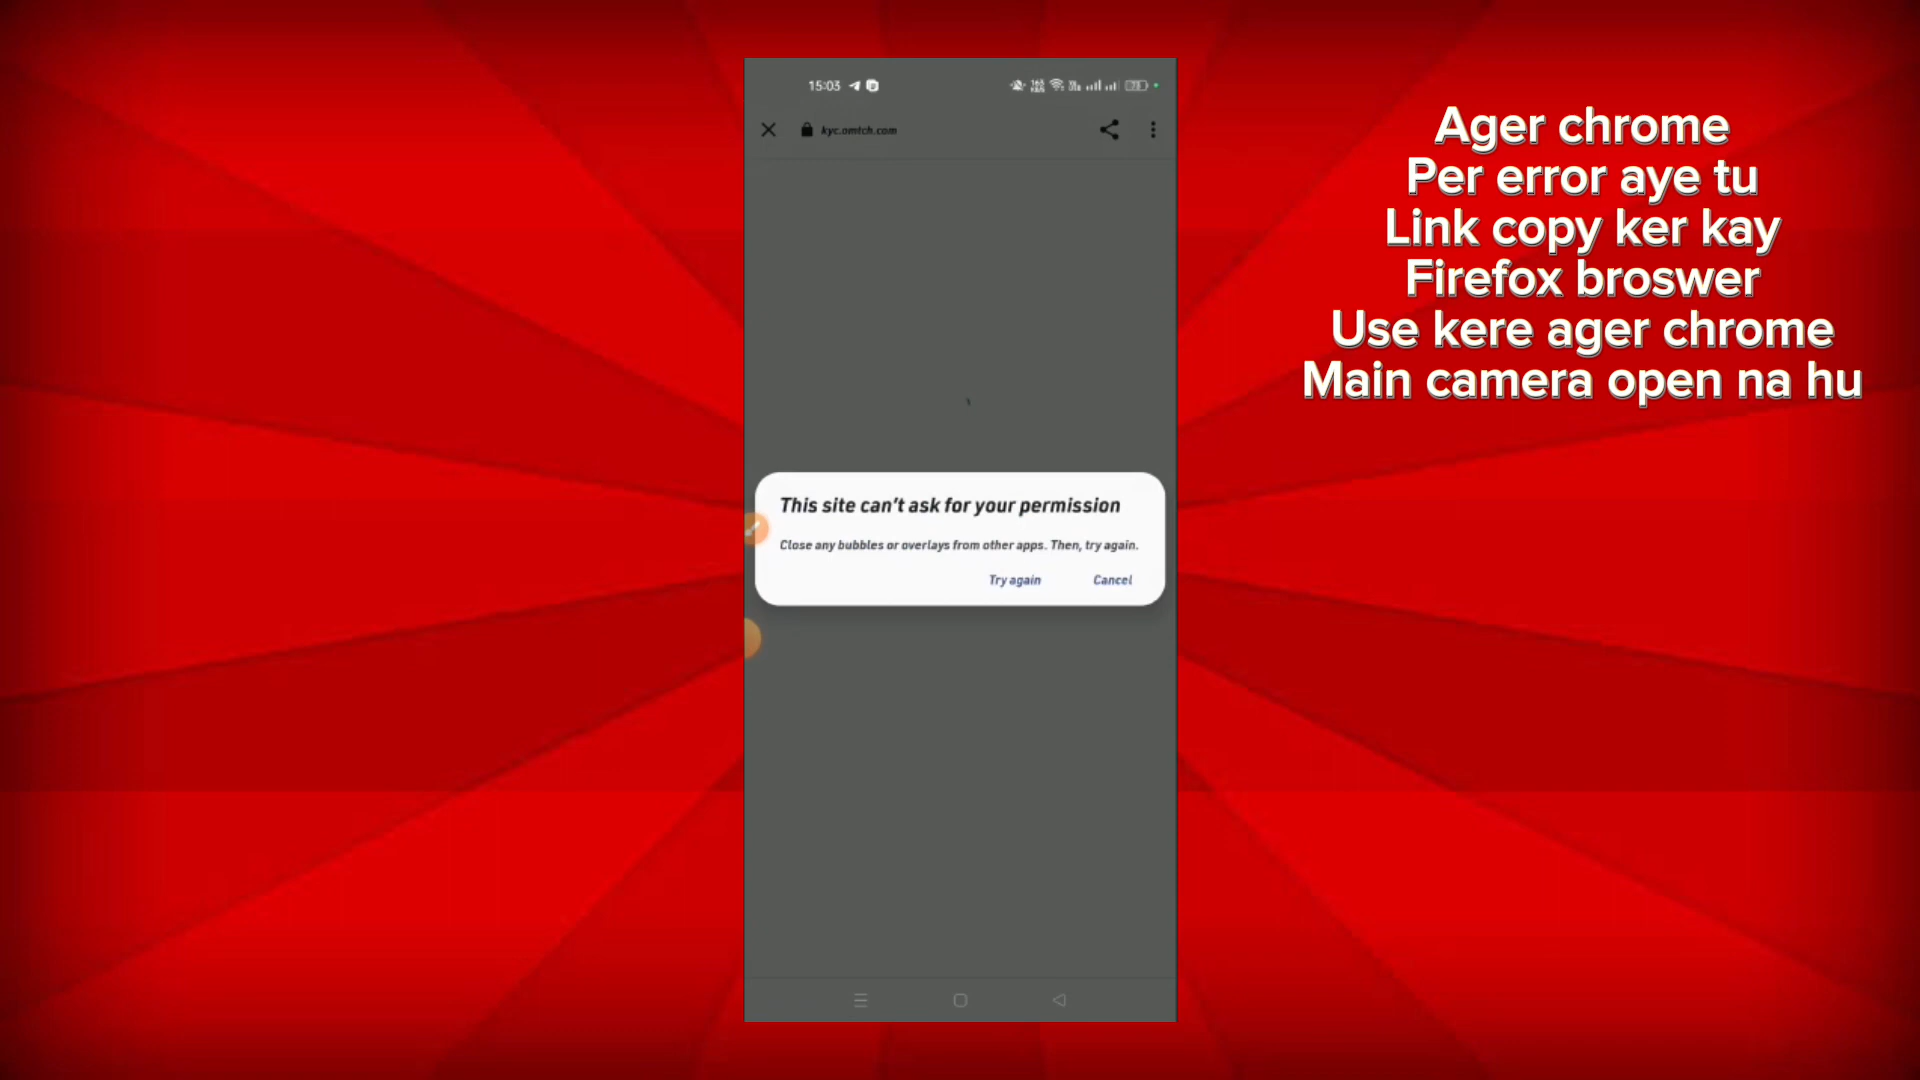 15:03
kyc.omtch.com
Ager chrome
Per error aye tu
Link copy ker kay
Firefox broswer
Use kere ager chrome
Main camera open na hu
This site can't ask for your permission
Close any bubbles or overlays from other apps. Then, try again.
Try again Cancel